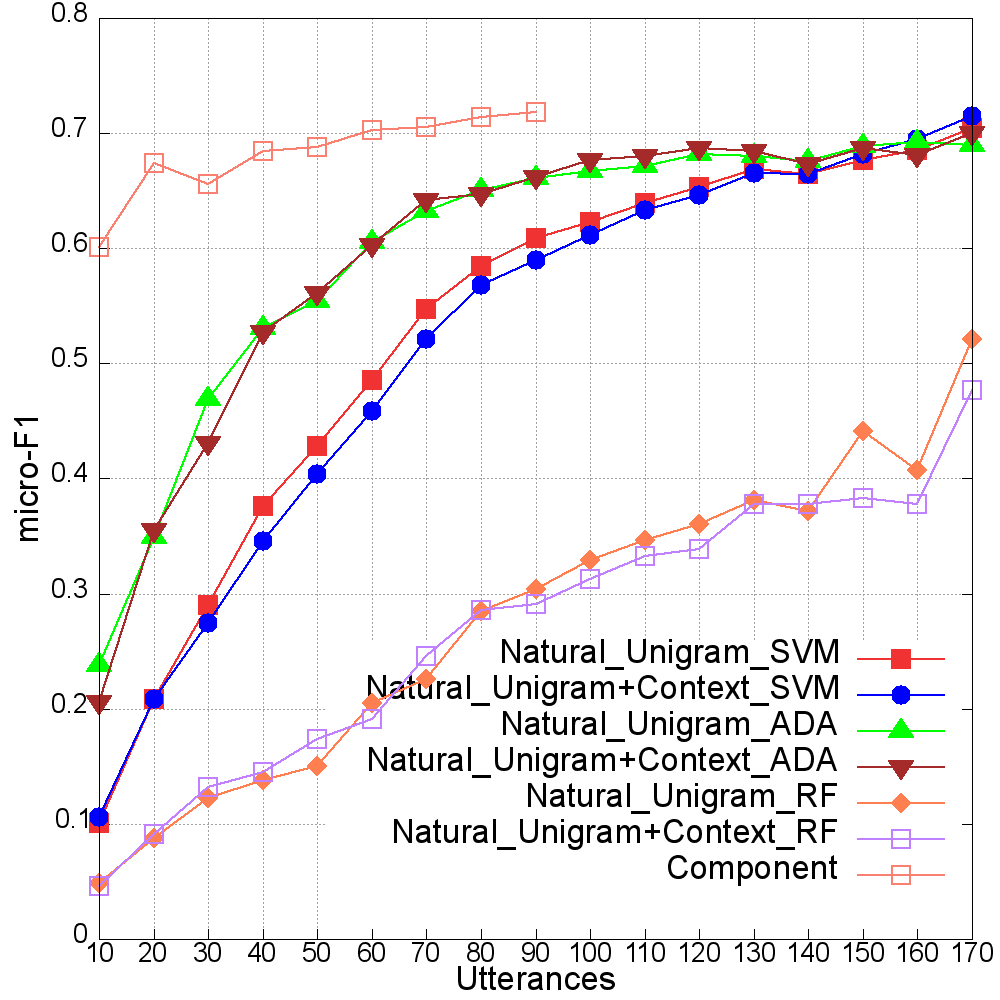 0.8
0.7
0.6
0.5
0.4
0.3
0.2
0.1
0
micro-F1
Natural_Unigram_SVM
Natural_Unigram+Context_SVM
Natural_Unigram_ADA
Natural_Unigram+Context_ADA
Natural_Unigram_RF
Natural_Unigram+Context_RF
Component
10 20 30 40 50 60 70 80 90 100 110 120 130 140 150 160 170
Utterances